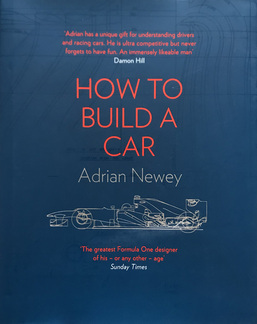 'Adrian has a unique gift for understanding drivers
and racing cars. He is ultra competitive but never
forgets to have fun. An immensely likeable man'
Damon Hill
HOW TO
BUILD A
CAR
Adrian Newey
'The greatest Formula One designer
of his – or any other – age'
Sunday Times